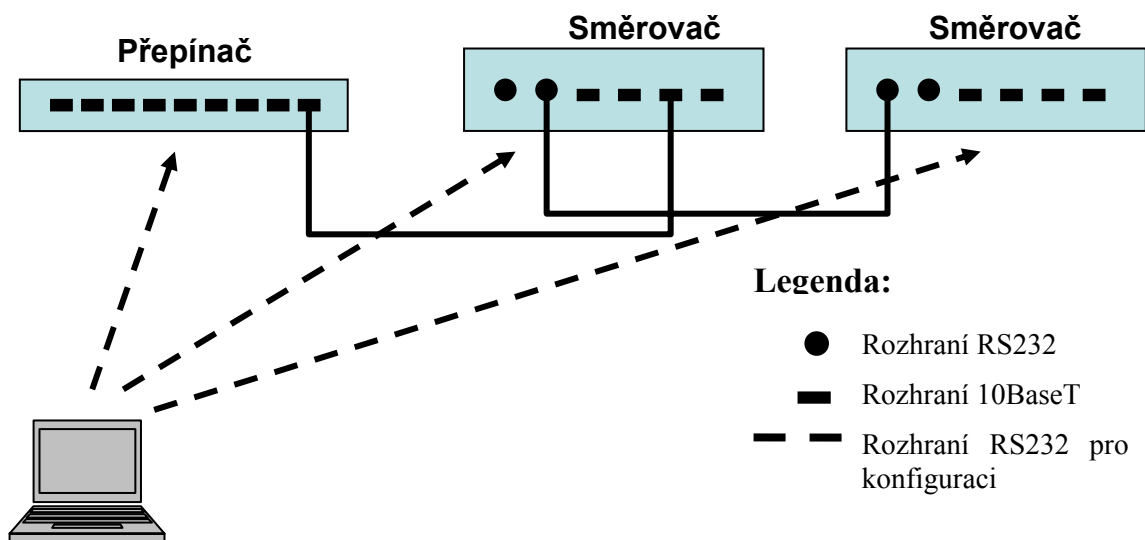 Přepínač
Směrovač
Směrovač
Legenda:
Rozhraní RS232
Rozhraní 10BaseT
Rozhraní RS232 pro
konfiguraci